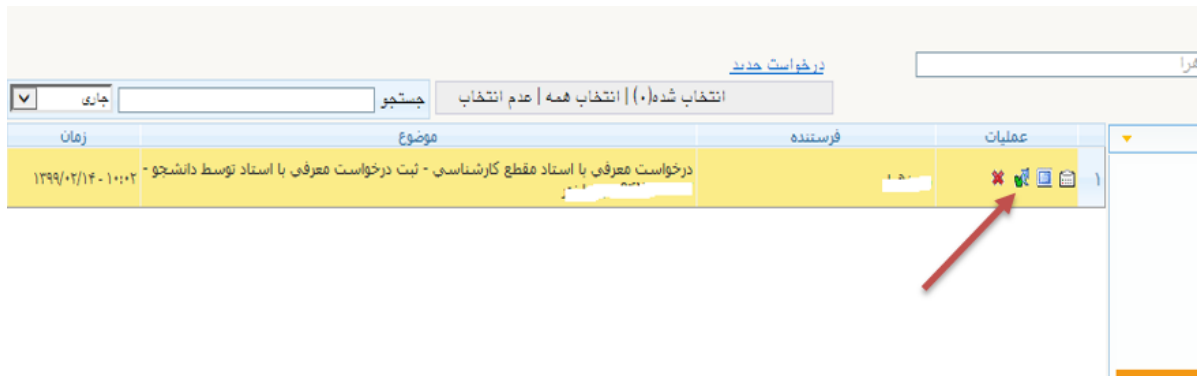 هرا
درخواست جدید
انتخاب شده(۰) | انتخاب همه | عدم انتخاب
جستجو
جاری
عملیات
فرستنده
موضوع
زمان
۱
درخواست معرفی با استاد مقطع کارشناسی - ثبت درخواست معرفی با استاد توسط دانشجو -
۱۳۹۹/۰۲/۱۴ - ۱۰:۰۲